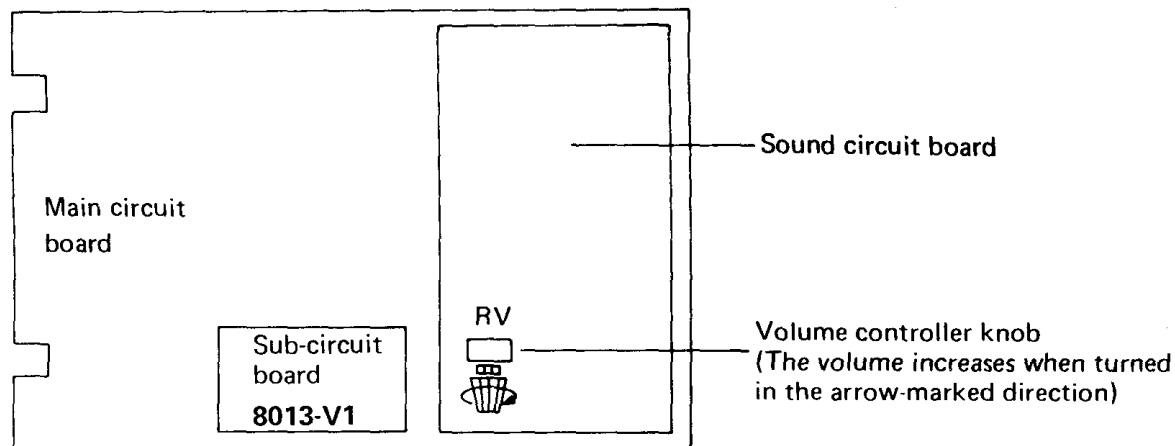 Main circuit
board
Sub-circuit
board
8013-V1
RV
Sound circuit board
Volume controller knob
(The volume increases when turned
in the arrow-marked direction)